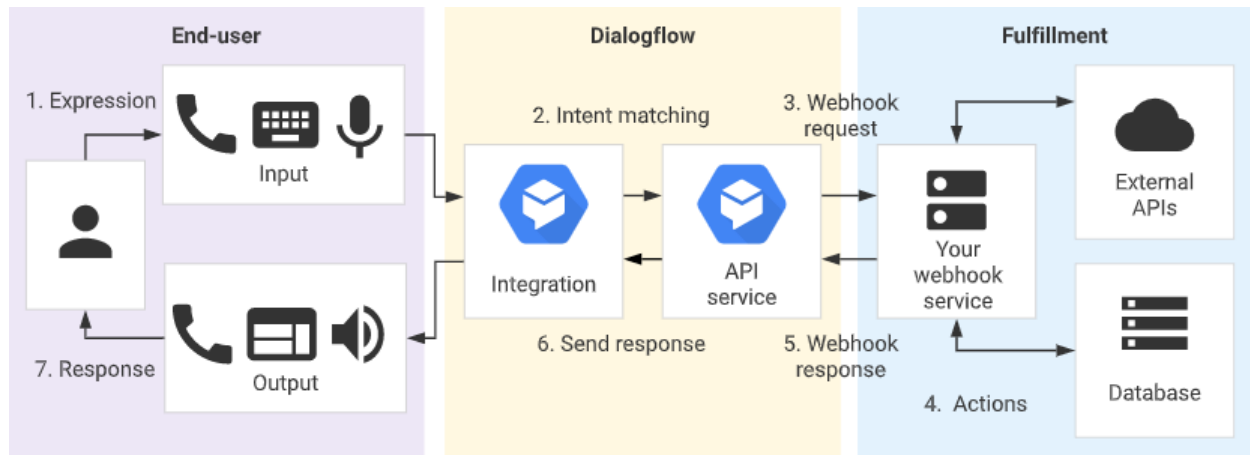 End-user
Dialogflow
Fulfillment
1. Expression
Input
2. Intent matching
3. Webhook
request
External
APIs
Integration
API
service
Your
webhook
service
7. Response
Output
6. Send response
5. Webhook
response
4. Actions
Database